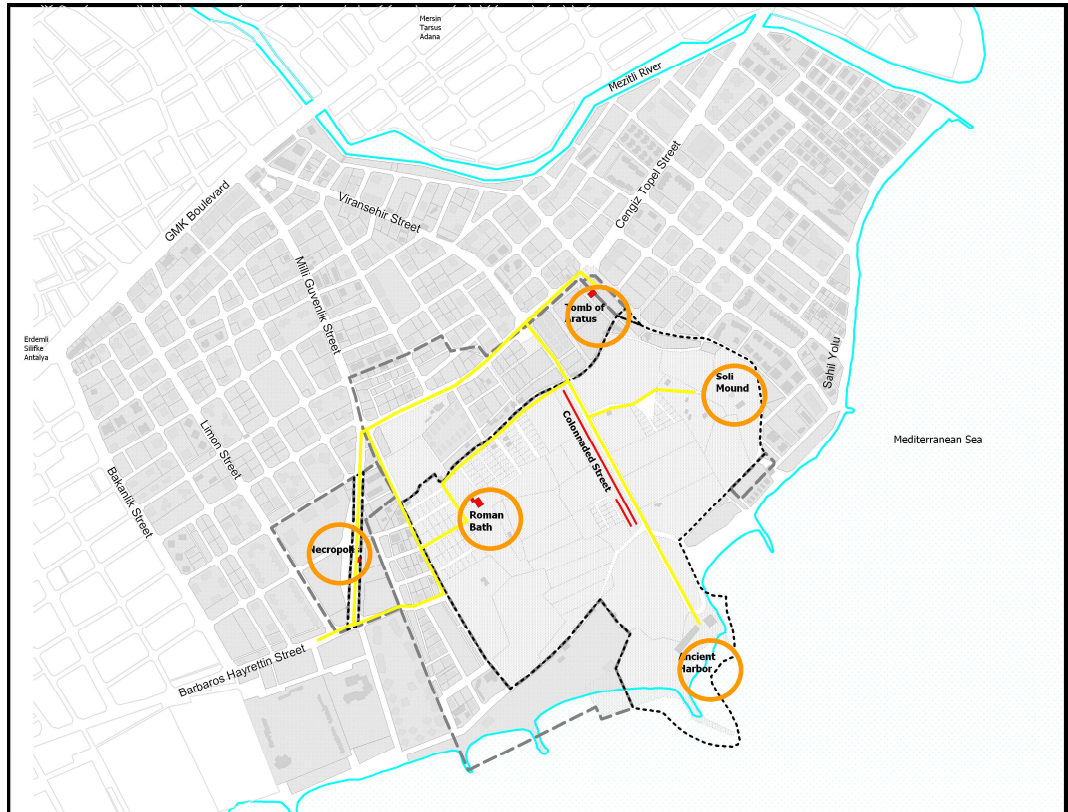 Mersin
Tarsus
Adana
Mezitli River
Cengiz Topel Street
GMK Boulevard
Viransehir Street
Milli Guvenlik Street
Tomb of
Aratus
Erdemli
Silifke
Antalya
Soli
Mound
Sahil Yolu
Limon Street
Colonnaded Street
Mediterranean Sea
Bakanlik Street
Roman
Bath
Necropolis
Barbaros Hayrettin Street
Ancient
Harbor